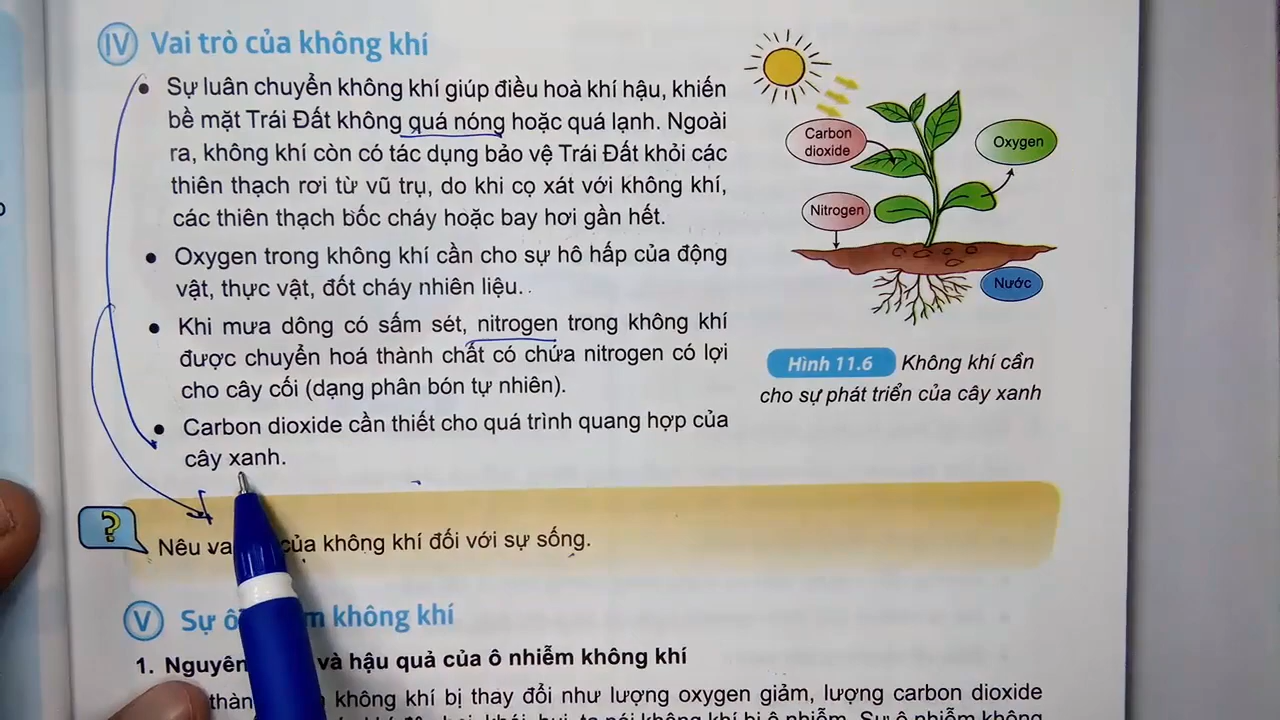 IV Vai trò của không khí
Sự luân chuyển không khí giúp điều hoà khí hậu, khiến
bề mặt Trái Đất không quá nóng hoặc quá lạnh. Ngoài
ra, không khí còn có tác dụng bảo vệ Trái Đất khỏi các
thiên thạch rơi từ vũ trụ, do khi cọ xát với không khí,
các thiên thạch bốc cháy hoặc bay hơi gần hết.
Oxygen trong không khí cần cho sự hô hấp của động
vật, thực vật, đốt cháy nhiên liệu.
Khi mưa dông có sấm sét, nitrogen trong không khí
được chuyển hoá thành chất có chứa nitrogen có lợi
cho cây cối (dạng phân bón tự nhiên).
Carbon dioxide cần thiết cho quá trình quang hợp của
cây xanh.
Carbon
dioxide
Oxygen
Nitrogen
Nước
Hình 11.6 Không khí cần
cho sự phát triển của cây xanh
?
Nêu của không khí đối với sự sống.
V Sự không khí
1. và hậu quả của ô nhiễm không khí
không khí bị thay đổi như lượng oxygen giảm, lượng carbon dioxide